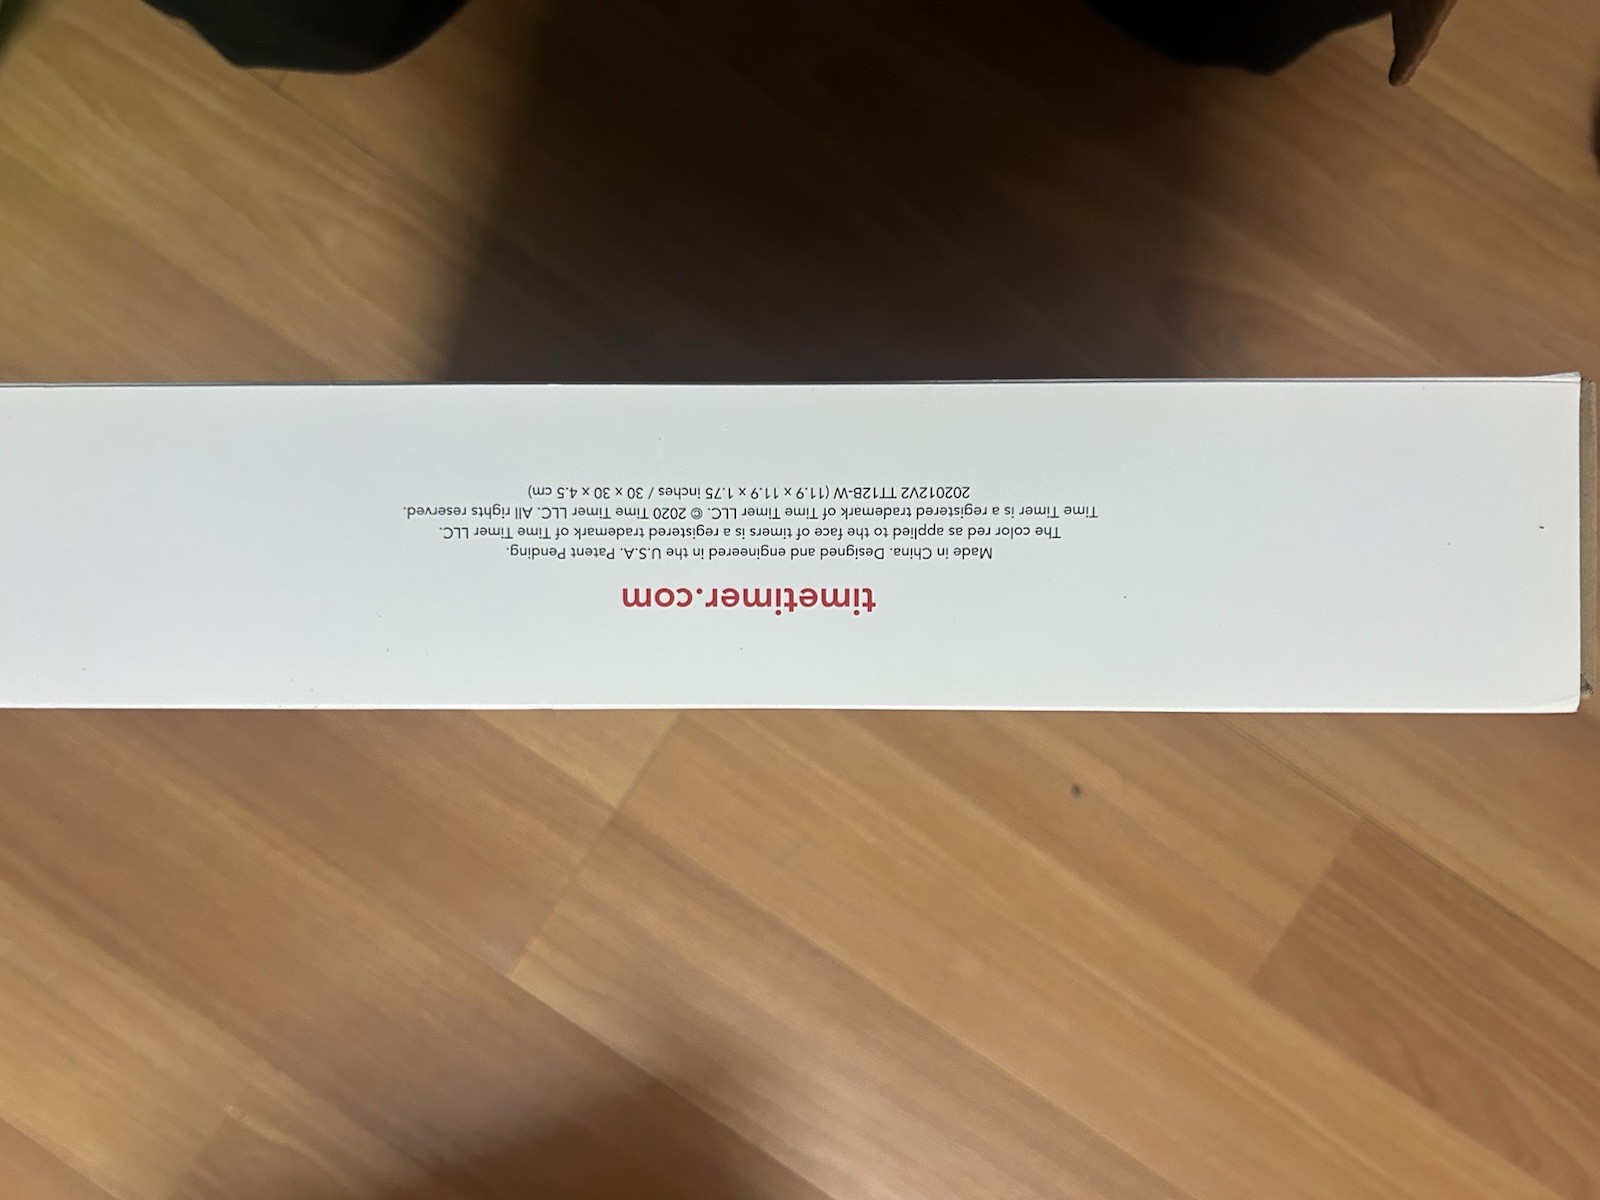 timetimer.com
Made in China. Designed and engineered in the U.S.A. Patent Pending.
The color red as applied to the face of timers is a registered trademark of Time Timer LLC.
Time Timer is a registered trademark of Time Timer LLC. © 2020 Time Timer LLC. All rights reserved.
202012V2 TT12B-W (11.9 x 11.9 x 1.75 inches / 30 x 30 x 4.5 cm)